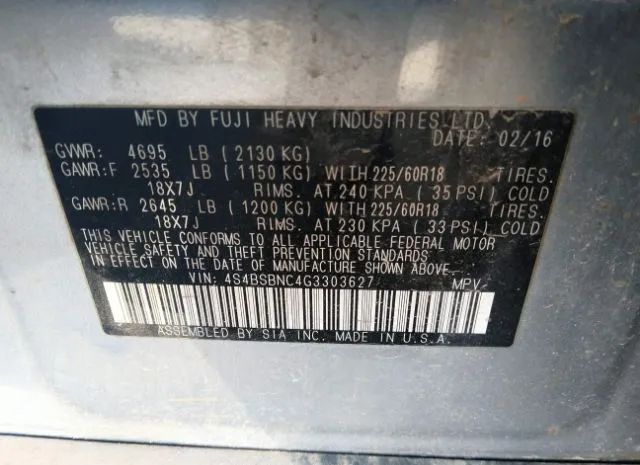 MFD BY FUJI HEAVY INDUSTRIES LTD.
DATE: 02/16
GVWR: 4695 LB ( 2130 KG)
GAWR:F 2535 LB ( 1150 KG) WITH 225/60R18 TIRES.
18X7J RIMS. AT 240 KPA ( 35 PSI) COLD
GAWR:R 2645 LB ( 1200 KG) WITH 225/60R18 TIRES.
18X7J RIMS. AT 230 KPA ( 33 PSI) COLD
THIS VEHICLE CONFORMS TO ALL APPLICABLE FEDERAL MOTOR
VEHICLE SAFETY AND THEFT PREVENTION STANDARDS
IN EFFECT ON THE DATE OF MANUFACTURE SHOWN ABOVE.
VIN: 4S4BSBNC4G3303627 MPV
ASSEMBLED BY SIA INC. MADE IN U.S.A.